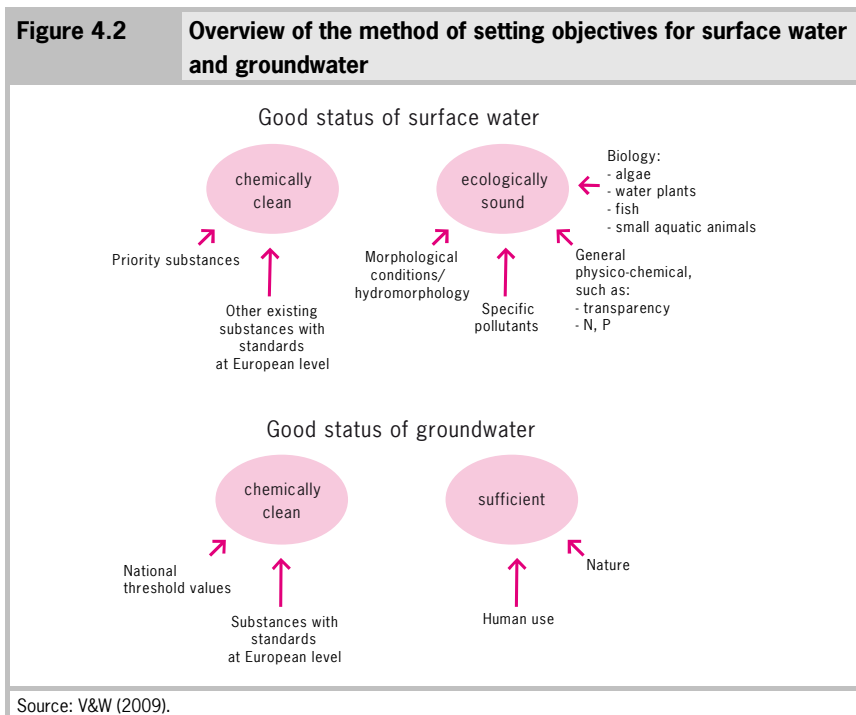 Figure 4.2
Overview of the method of setting objectives for surface water
and groundwater
Good status of surface water
chemically
clean
ecologically
sound
Biology:
- algae
- water plants
- fish
- small aquatic animals
Priority substances
Other existing
substances with
standards
at European level
Morphological
conditions/
hydromorphology
Specific
pollutants
General
physico-chemical,
such as:
- transparency
- N, P
Good status of groundwater
chemically
clean
sufficient
National
threshold values
Substances with
standards
at European level
Human use
Nature
Source: V&W (2009).